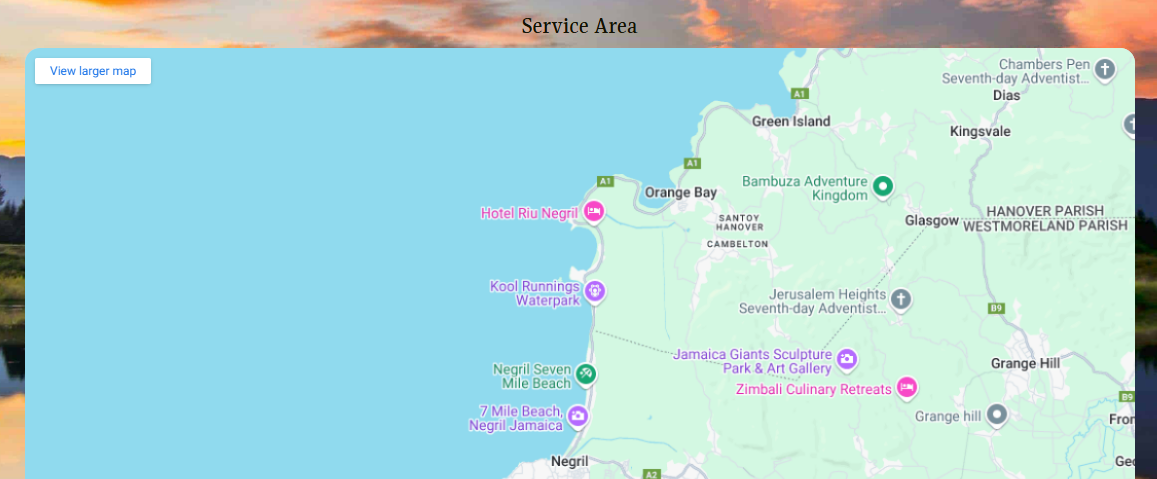 Service Area
View larger map
Chambers Pen
Seventh-day Adventist...
Dias
A1
Green Island
Kingsvale
A1
A1
Orange Bay
Bambuza Adventure
Kingdom
Hotel Riu Negril
SANTOY
HANOVER
Glasgow
HANOVER PARISH
WESTMORELAND PARISH
CAMBELTON
Kool Runnings
Waterpark
Jerusalem Heights
Seventh-day Adventist...
B9
Jamaica Giants Sculpture
Park & Art Gallery
Grange Hill
Negril Seven
Mile Beach
Zimbali Culinary Retreats
B9
7 Mile Beach,
Negril Jamaica
Grange hill
Fron
Negril
Geo
A2